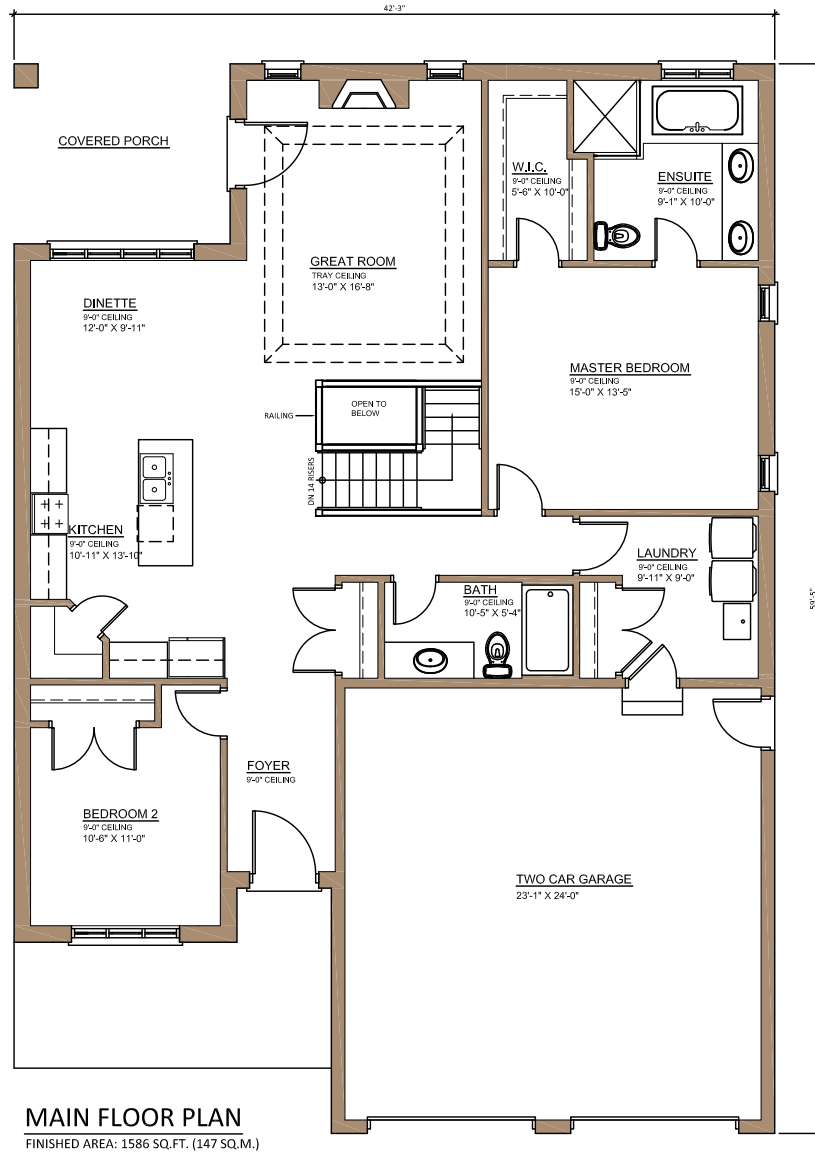 42'-3"
COVERED PORCH
W.I.C.
9'-0" CEILING
5'-6" X 10'-0"
ENSUITE
9'-0" CEILING
9'-1" X 10'-0"
GREAT ROOM
TRAY CEILING
13'-0" X 16'-8"
DINETTE
9'-0" CEILING
12'-0" X 9'-11"
MASTER BEDROOM
9'-0" CEILING
15'-0" X 13'-5"
OPEN TO
BELOW
RAILING
DN 14 RISERS
KITCHEN
9'-0" CEILING
10'-11" X 13'-10"
LAUNDRY
9'-0" CEILING
9'-11" X 9'-0"
BATH
9'-0" CEILING
10'-5" X 5'-4"
59'-5"
FOYER
9'-0" CEILING
BEDROOM 2
9'-0" CEILING
10'-6" X 11'-0"
TWO CAR GARAGE
23'-1" X 24'-0"
MAIN FLOOR PLAN
FINISHED AREA: 1586 SQ.FT. (147 SQ.M.)